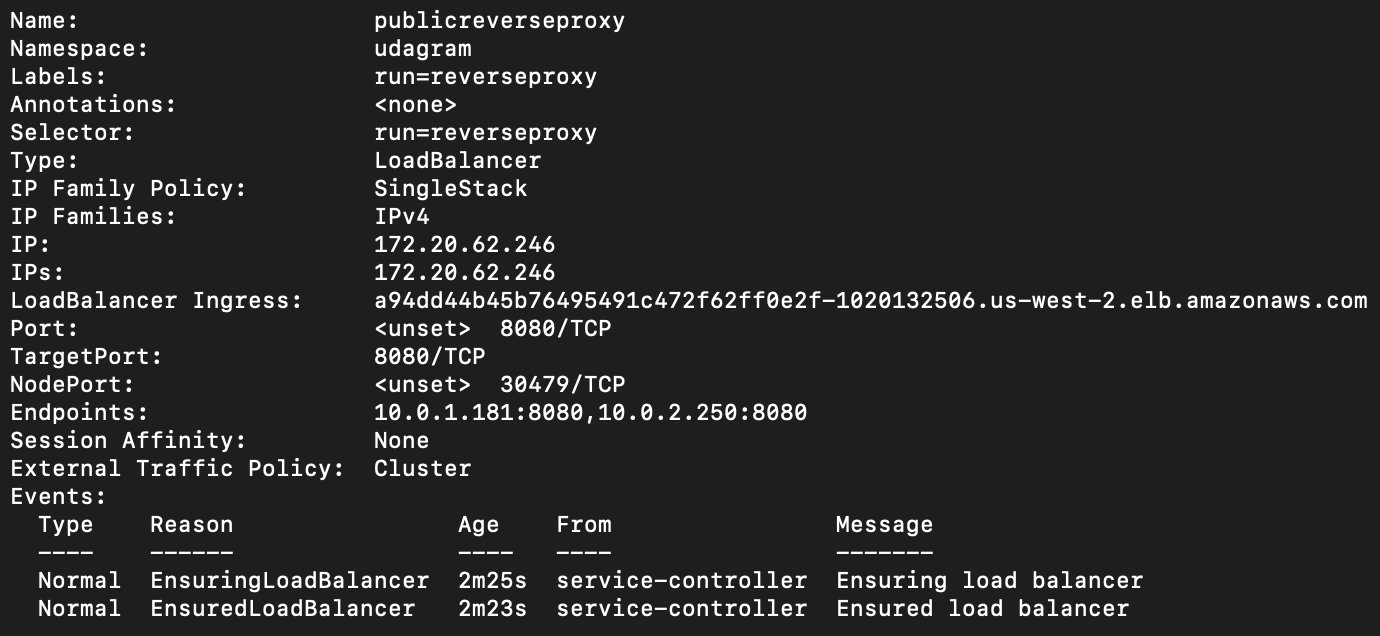 Name:                     publicreverseproxy
Namespace:                udagram
Labels:                   run=reverseproxy
Annotations:              <none>
Selector:                 run=reverseproxy
Type:                     LoadBalancer
IP Family Policy:         SingleStack
IP Families:              IPv4
IP:                       172.20.62.246
IPs:                      172.20.62.246
LoadBalancer Ingress:     a94dd44b45b76495491c472f62ff0e2f-1020132506.us-west-2.elb.amazonaws.com
Port:                     <unset>  8080/TCP
TargetPort:               8080/TCP
NodePort:                 <unset>  30479/TCP
Endpoints:                10.0.1.181:8080,10.0.2.250:8080
Session Affinity:         None
External Traffic Policy:  Cluster
Events:
  Type    Reason                Age   From                Message
  ----    ------                ----  ----                -------
  Normal  EnsuringLoadBalancer  2m25s  service-controller  Ensuring load balancer
  Normal  EnsuredLoadBalancer   2m23s  service-controller  Ensured load balancer